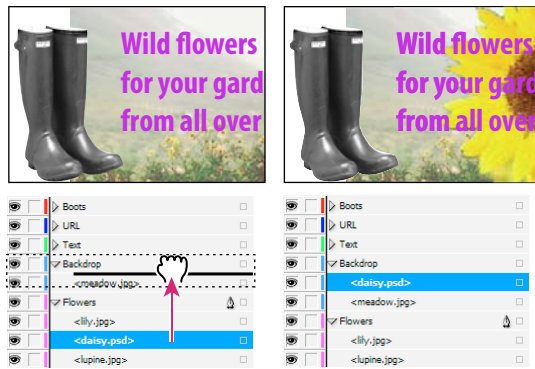 Wild flowers
for your gard
from all over
Wild flowers
for your gard
from all over
Boots
URL
Text
Backdrop
<meadow.jpg>
Flowers
<lily.jpg>
<daisy.psd>
<lupine.jpg>
Boots
URL
Text
Backdrop
<daisy.psd>
<meadow.jpg>
Flowers
<lily.jpg>
<lupine.jpg>